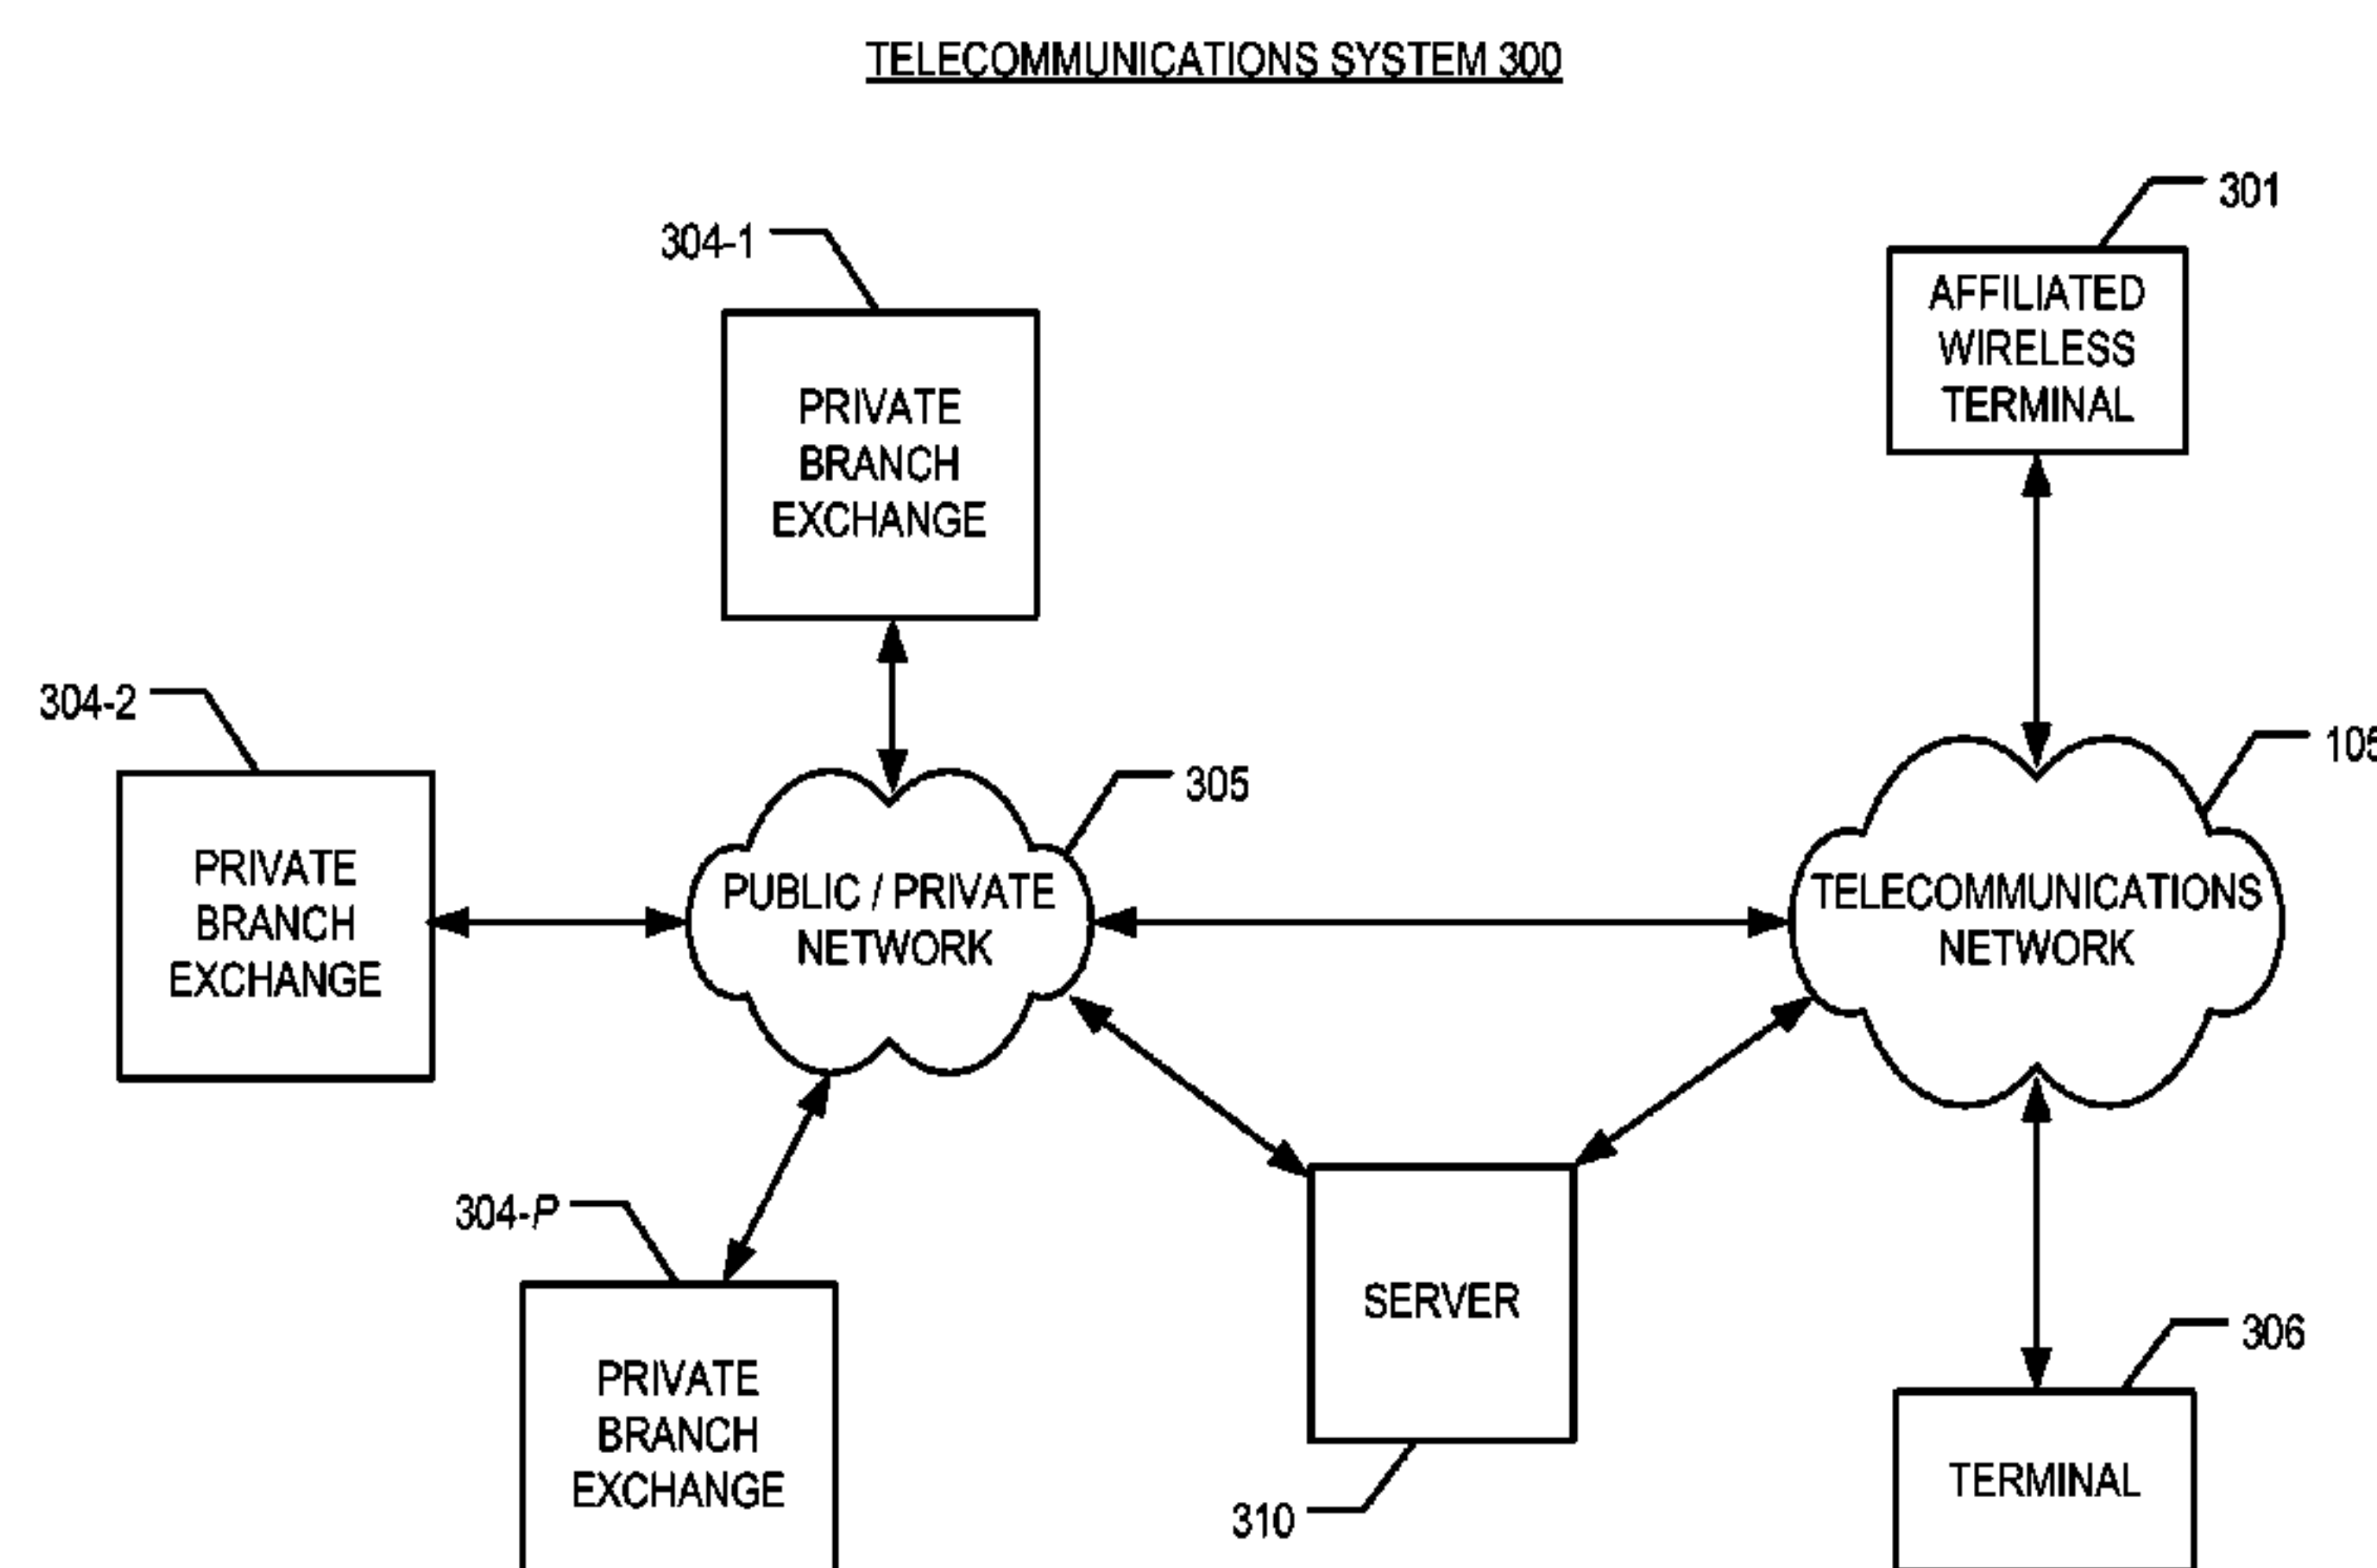 TELECOMMUNICATIONS SYSTEM 300
301
304-1
AFFILIATED
WIRELESS
TERMINAL
PRIVATE
BRANCH
EXCHANGE
304-2
105
305
PRIVATE
BRANCH
EXCHANGE
PUBLIC / PRIVATE
NETWORK
TELECOMMUNICATIONS
NETWORK
304-P
SERVER
306
PRIVATE
BRANCH
EXCHANGE
TERMINAL
310